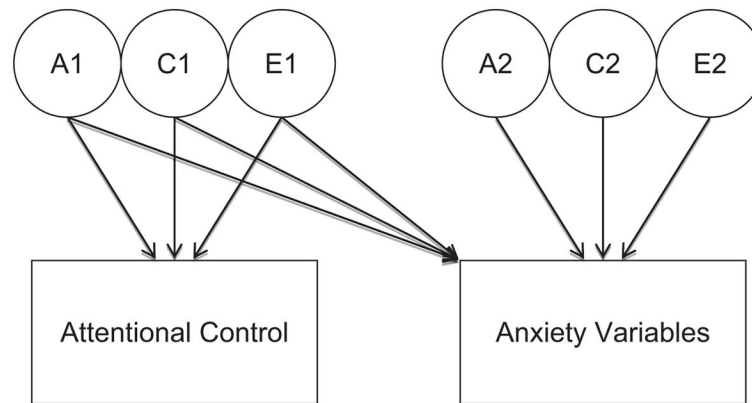 A1 C1 E1 A2 C2 E2
Attentional Control Anxiety Variables